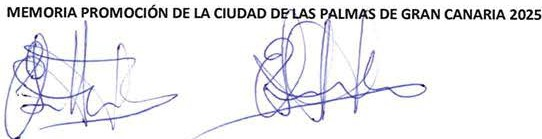 MEMORIA PROMOCIÓN DE LA CIUDAD DE LAS PALMAS DE GRAN CANARIA 2025